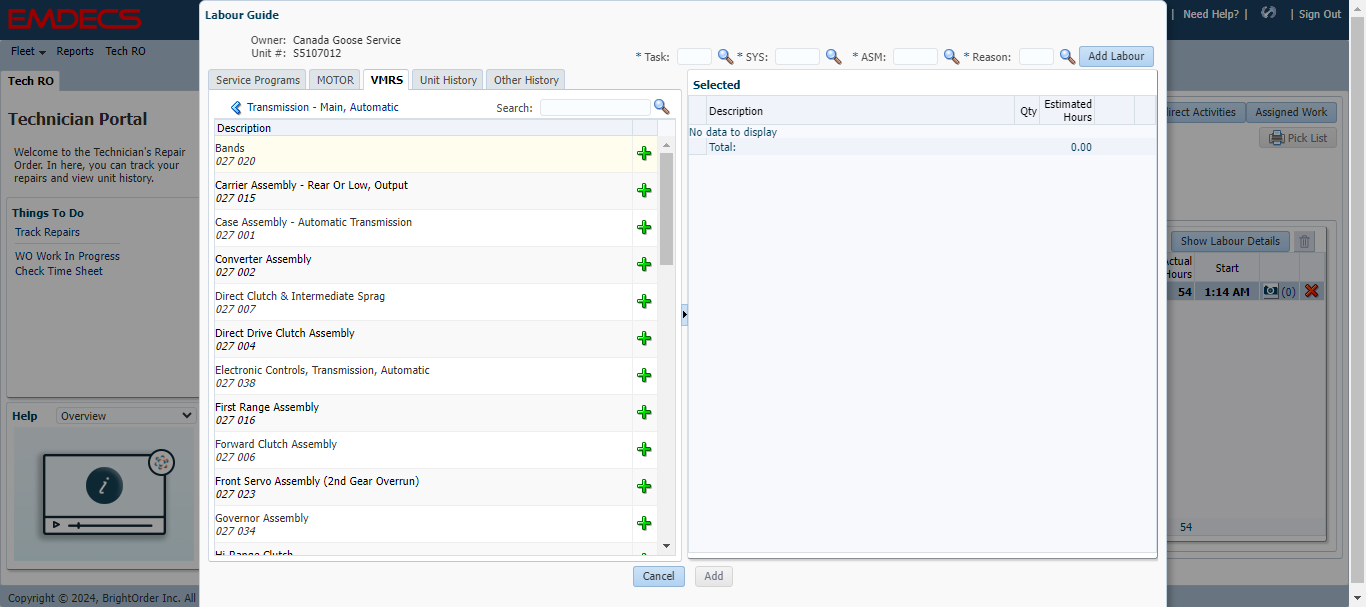 EMDECS
| Need Help? | | Sign Out
Fleet Reports Tech RO
Tech RO
Technician Portal
Welcome to the Technician's Repair
Order. In here, you can track your
repairs and view unit history.
Things To Do
Track Repairs
WO Work In Progress
Check Time Sheet
Help Overview
i
Copyright © 2024, BrightOrder Inc. All
Labour Guide
Owner: Canada Goose Service
Unit #: S5107012
* Task: * SYS: * ASM: * Reason: Add Labour
Service Programs MOTOR VMRS Unit History Other History
Transmission - Main, Automatic Search:
Description
Bands
027 020
Carrier Assembly - Rear Or Low, Output
027 015
Case Assembly - Automatic Transmission
027 001
Converter Assembly
027 002
Direct Clutch & Intermediate Sprag
027 007
Direct Drive Clutch Assembly
027 004
Electronic Controls, Transmission, Automatic
027 038
First Range Assembly
027 016
Forward Clutch Assembly
027 006
Front Servo Assembly (2nd Gear Overrun)
027 023
Governor Assembly
027 034
Hi-Range Clutch
Selected
Description Qty Estimated
Hours
No data to display
Total: 0.00
Cancel Add
irect Activities Assigned Work
Pick List
Show Labour Details
ctual
Hours Start
54 1:14 AM (0)
54